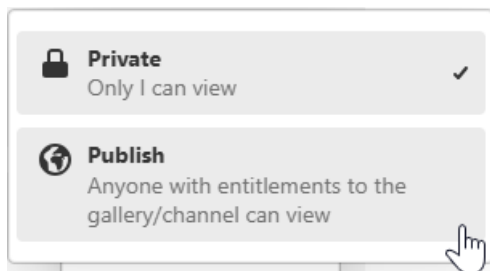 Private
Only I can view
Publish
Anyone with entitlements to the
gallery/channel can view